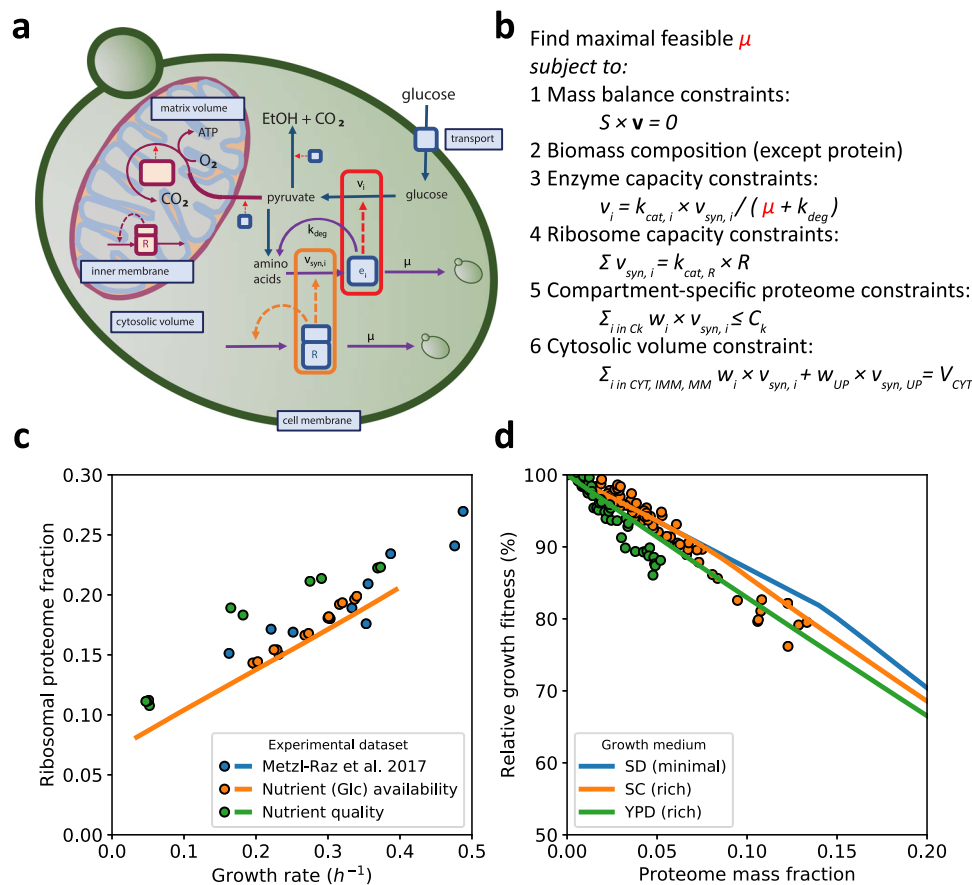 a
matrix volume
ATP
O₂
CO₂
R
inner membrane
cytosolic volume
EtOH + CO₂
glucose
transport
vᵢ
pyruvate
glucose
k_deg
amino
acids
v_syn,i
eᵢ
μ
R
μ
cell membrane
b
Find maximal feasible μ
subject to:
1 Mass balance constraints:
S × v = 0
2 Biomass composition (except protein)
3 Enzyme capacity constraints:
v_i = k_cat, i × v_syn, i / ( μ + k_deg )
4 Ribosome capacity constraints:
Σ v_syn, i = k_cat, R × R
5 Compartment-specific proteome constraints:
Σ_i in Ck w_i × v_syn, i ≤ C_k
6 Cytosolic volume constraint:
Σ_i in CYT, IMM, MM w_i × v_syn, i + w_UP × v_syn, UP = V_CYT
c
0.30
0.25
0.20
0.15
0.10
0.05
0.00
Ribosomal proteome fraction
0.0 0.1 0.2 0.3 0.4 0.5
Growth rate (h⁻¹)
Experimental dataset
Metzl-Raz et al. 2017
Nutrient (Glc) availability
Nutrient quality
d
100
90
80
70
60
50
Relative growth fitness (%)
0.00 0.05 0.10 0.15 0.20
Proteome mass fraction
Growth medium
SD (minimal)
SC (rich)
YPD (rich)